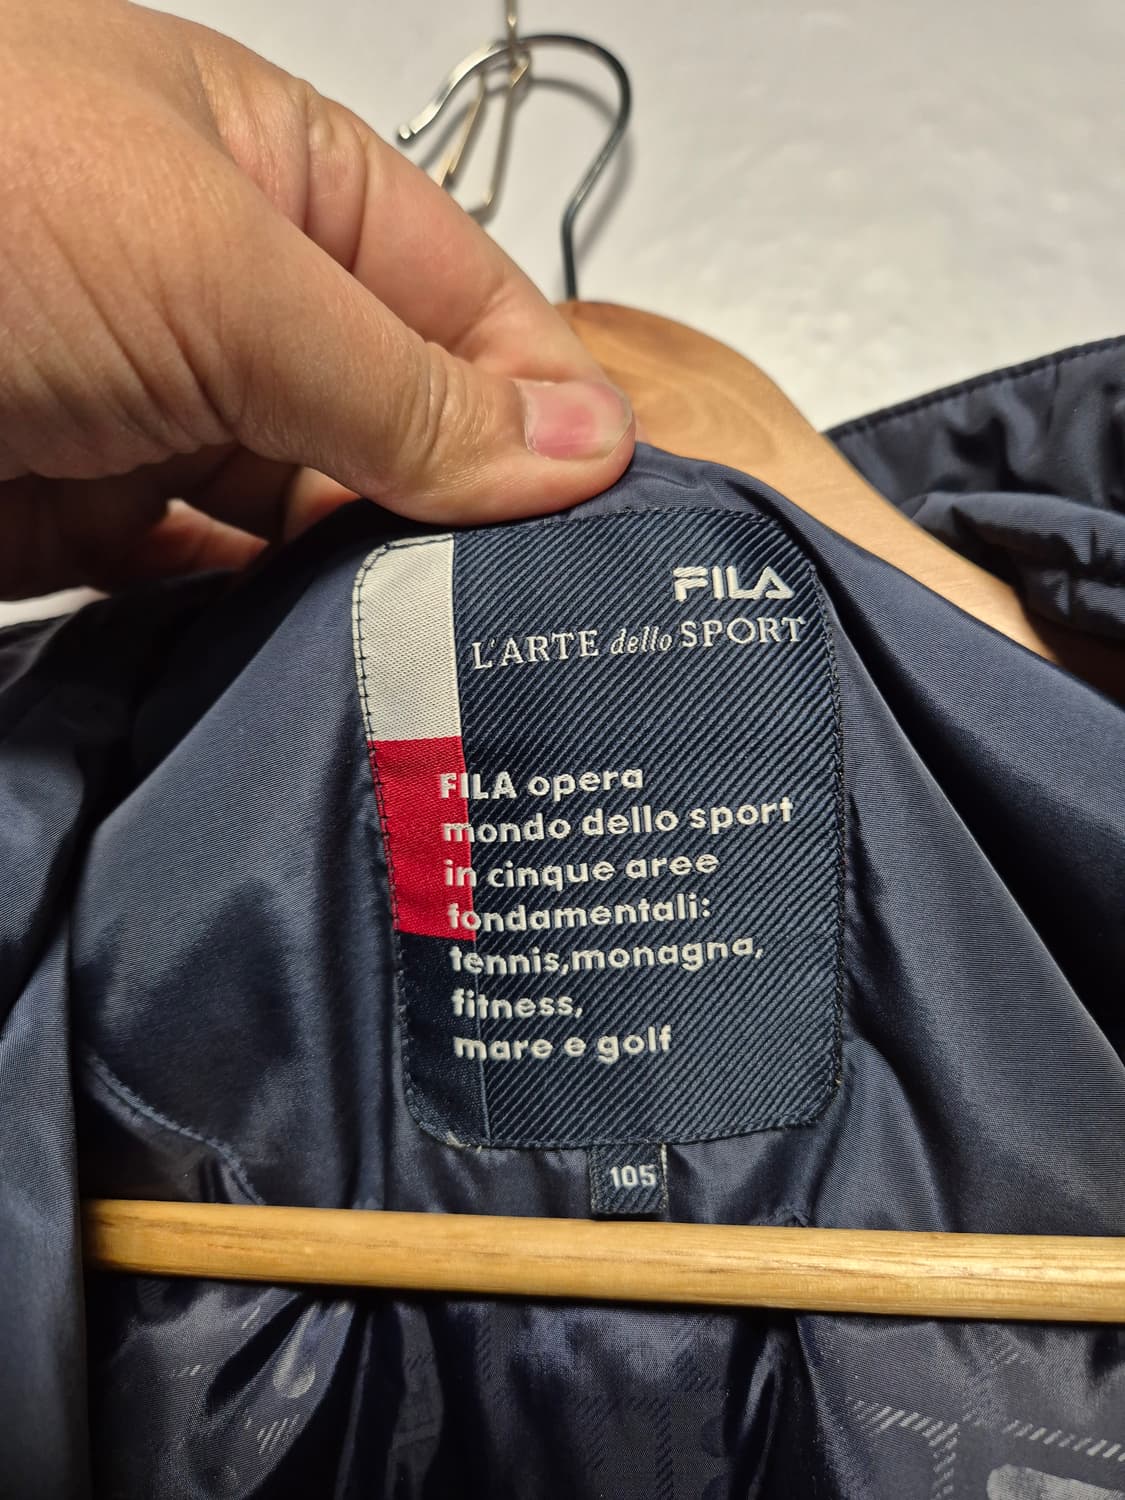 FILA
L'ARTE dello SPORT
FILA opera
mondo dello sport
in cinque aree
fondamentali:
tennis,monagna,
fitness,
mare e golf
105